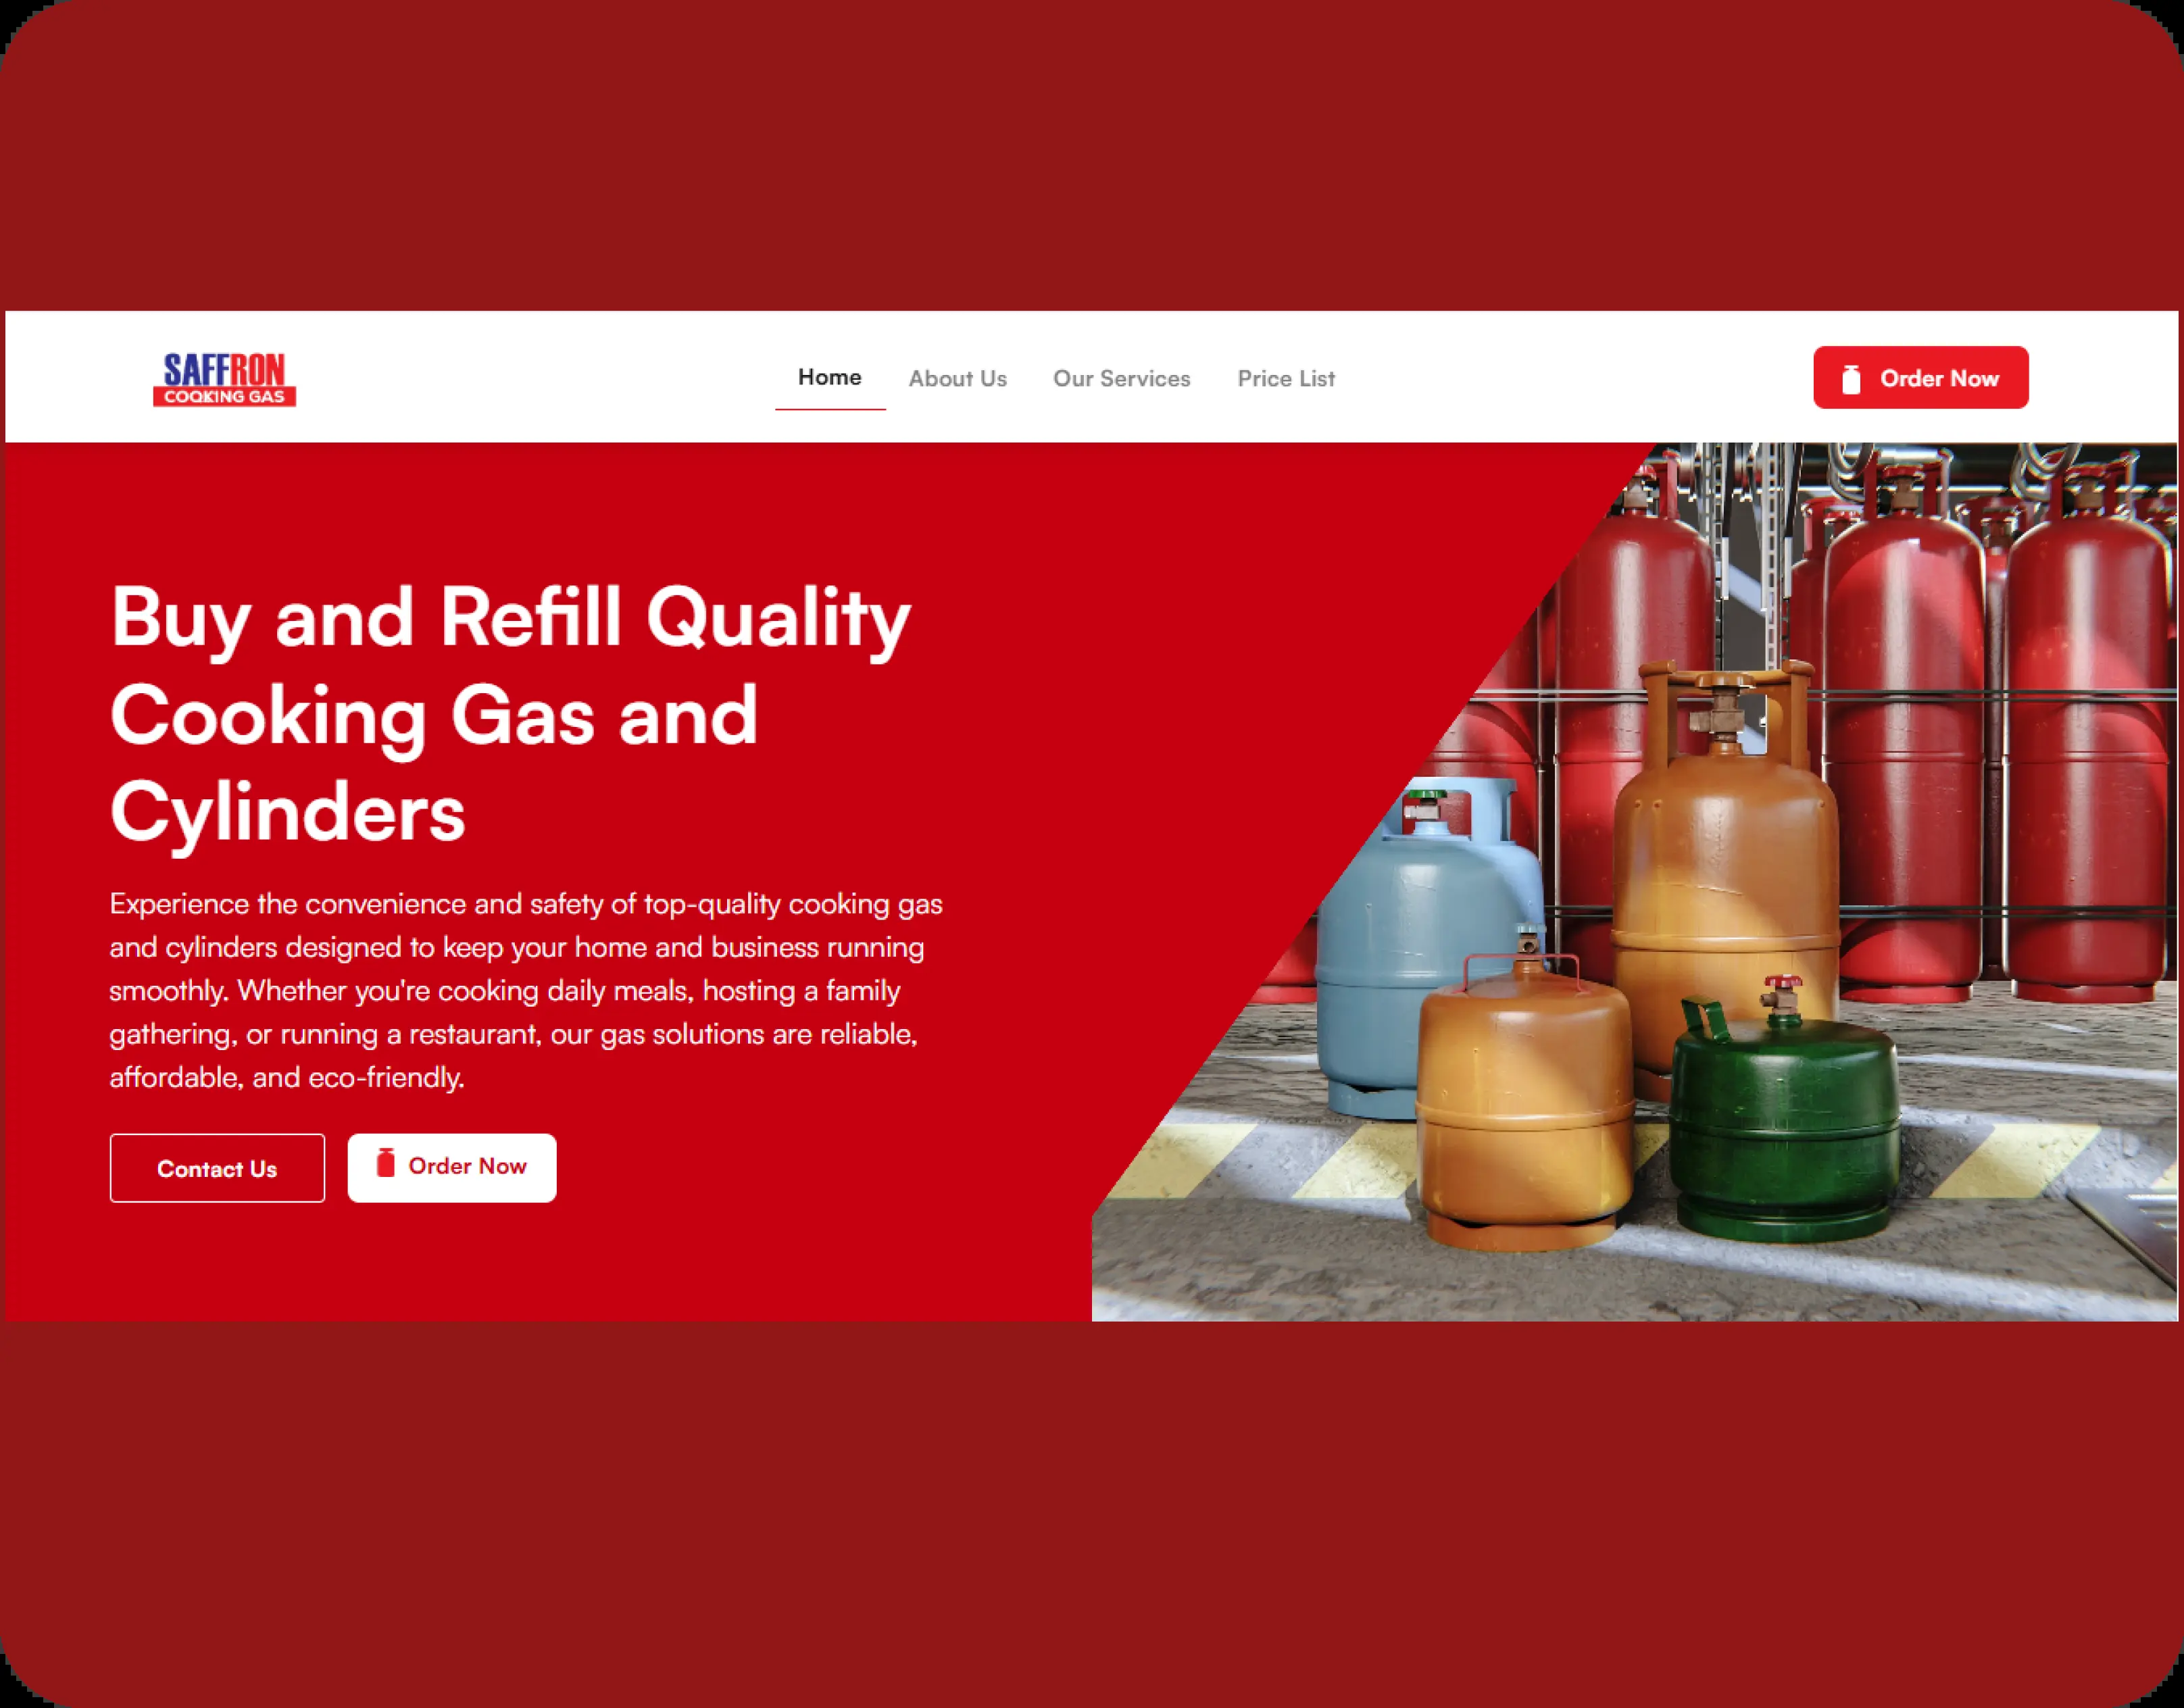 SAFFRON
COOKING GAS
Home
About Us
Our Services
Price List
Order Now
Buy and Refill Quality
Cooking Gas and
Cylinders
Experience the convenience and safety of top-quality cooking gas
and cylinders designed to keep your home and business running
smoothly. Whether you're cooking daily meals, hosting a family
gathering, or running a restaurant, our gas solutions are reliable,
affordable, and eco-friendly.
Contact Us
Order Now